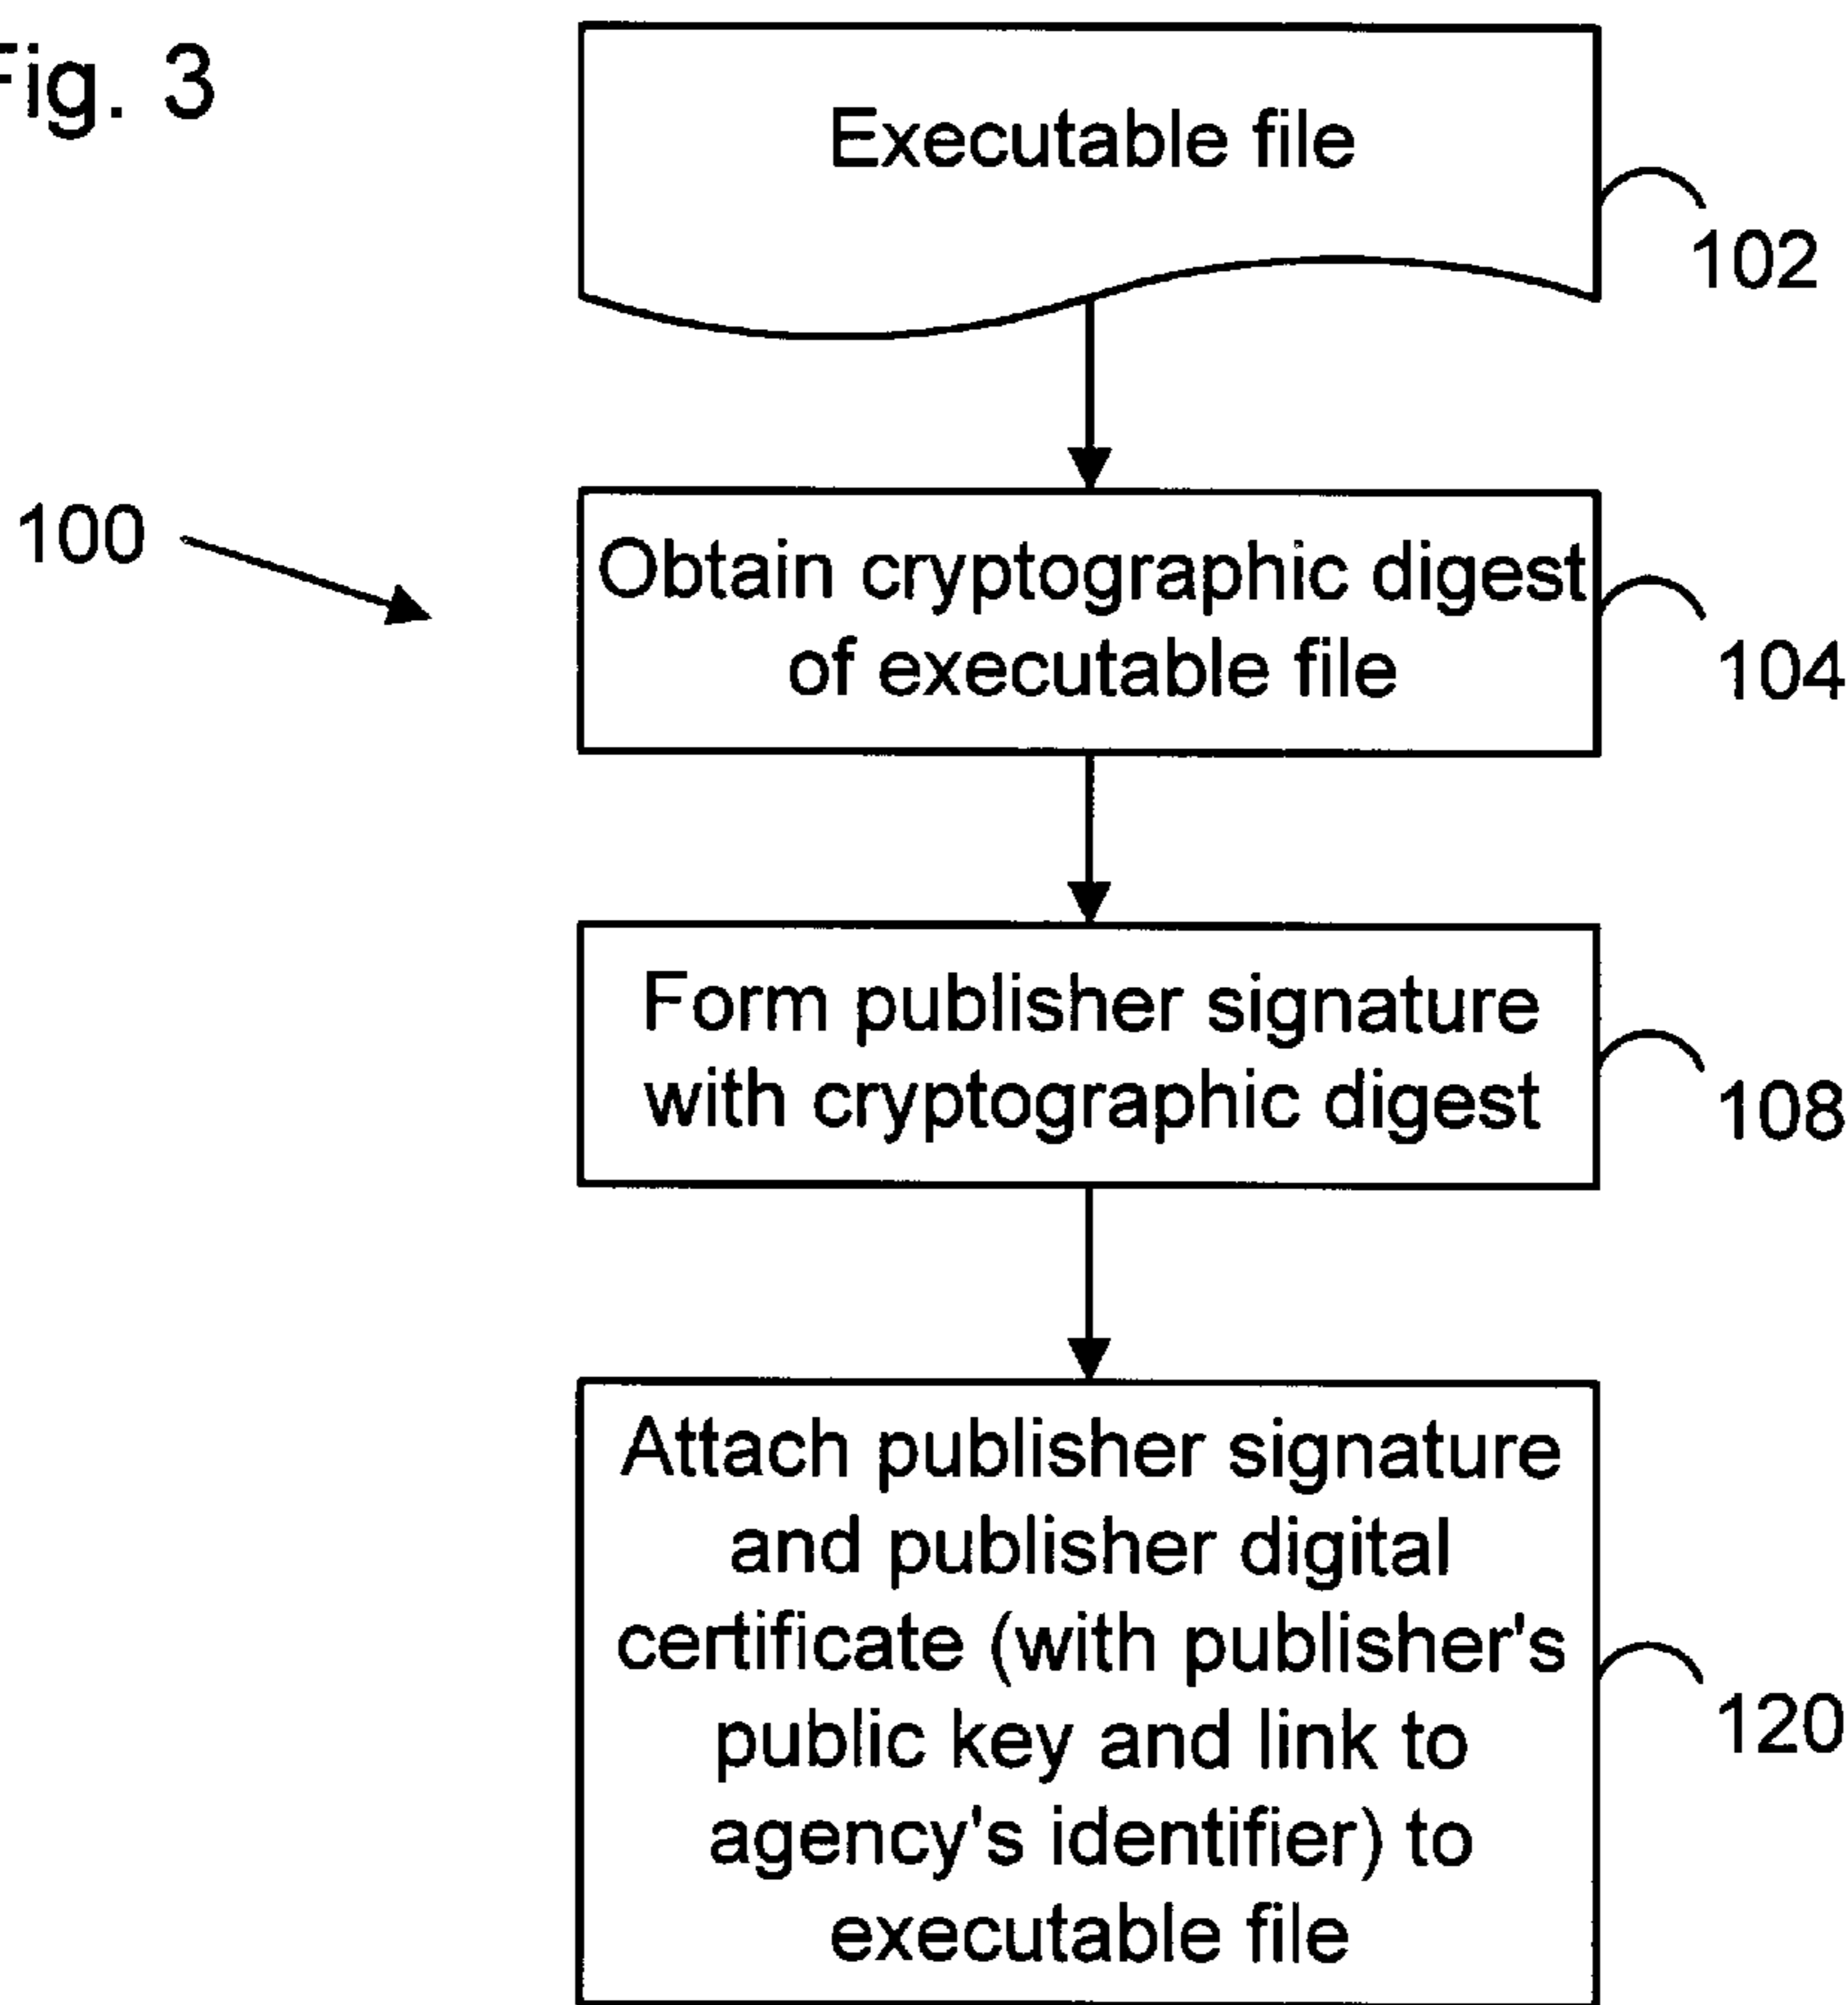 Fig. 3
Executable file
102
100
Obtain cryptographic digest
of executable file
104
Form publisher signature
with cryptographic digest
108
Attach publisher signature
and publisher digital
certificate (with publisher's
public key and link to
agency's identifier) to
executable file
120